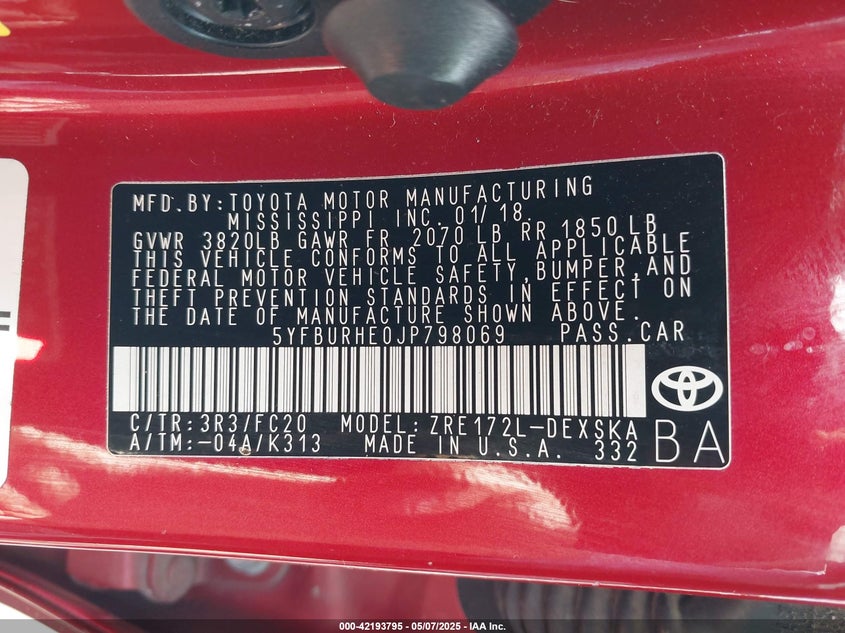 MFD.BY:TOYOTA MOTOR MANUFACTURING
MISSISSIPPI INC. 01/18
GVWR 3820LB GAWR FR 2070 LB RR 1850 LB
THIS VEHICLE CONFORMS TO ALL APPLICABLE
FEDERAL MOTOR VEHICLE SAFETY, BUMPER, AND
THEFT PREVENTION STANDARDS IN EFFECT ON
THE DATE OF MANUFACTURE SHOWN ABOVE.
5YFBURHE0JP798069 PASS.CAR
C/TR:3R3/FC20 MODEL:ZRE172L-DEXSKA
A/TM:-04A/K313 MADE IN U.S.A. 332
BA
000-42193795 - 05/07/2025 - IAA Inc.